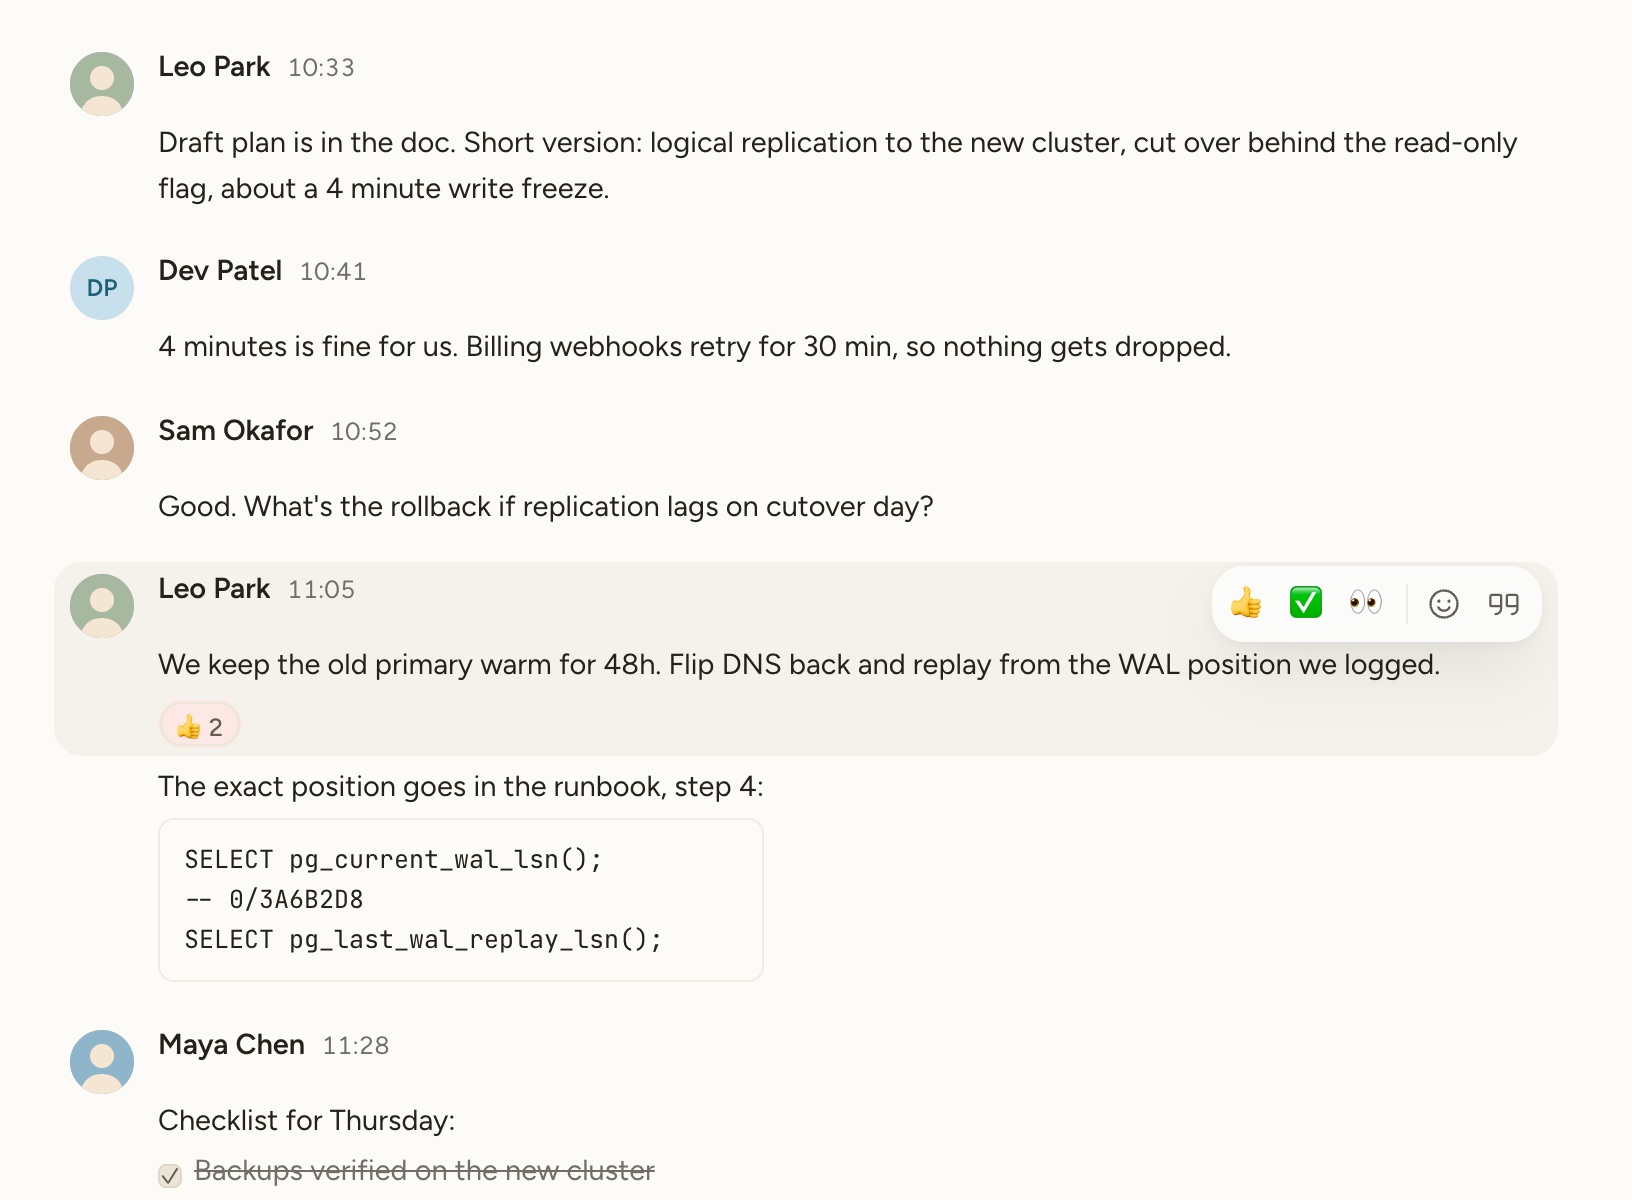 Leo Park 10:33
Draft plan is in the doc. Short version: logical replication to the new cluster, cut over behind the read-only
flag, about a 4 minute write freeze.
DP
Dev Patel 10:41
4 minutes is fine for us. Billing webhooks retry for 30 min, so nothing gets dropped.
Sam Okafor 10:52
Good. What's the rollback if replication lags on cutover day?
Leo Park 11:05
We keep the old primary warm for 48h. Flip DNS back and replay from the WAL position we logged.
👍 2
The exact position goes in the runbook, step 4:
SELECT pg_current_wal_lsn();
-- 0/3A6B2D8
SELECT pg_last_wal_replay_lsn();
Maya Chen 11:28
Checklist for Thursday:
Backups verified on the new cluster